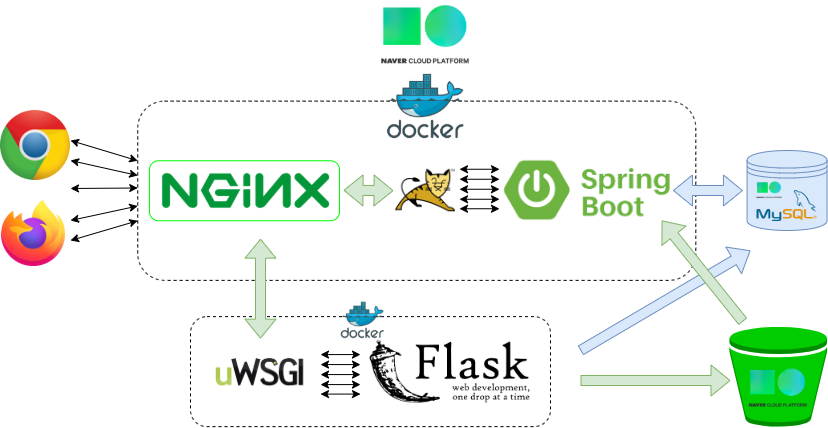 NAVER CLOUD PLATFORM
docker
NGiNX
Spring
Boot
MySQL
docker
uWSGI
Flask
web development,
one drop at a time
NAVER CLOUD PLATFORM